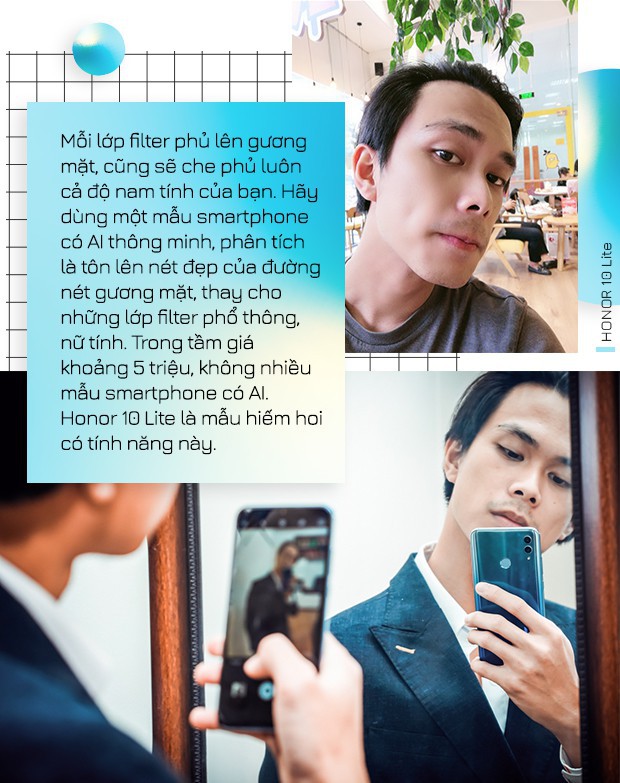 Mỗi lớp filter phủ lên gương
mặt, cũng sẽ che phủ luôn
cả độ nam tính của bạn. Hãy
dùng một mẫu smartphone
có AI thông minh, phân tích
là tôn lên nét đẹp của đường
nét gương mặt, thay cho
những lớp filter phổ thông,
nữ tính. Trong tầm giá
khoảng 5 triệu, không nhiều
mẫu smartphone có AI.
Honor 10 Lite là mẫu hiếm hoi
có tính năng này.
HONOR 10 Lite